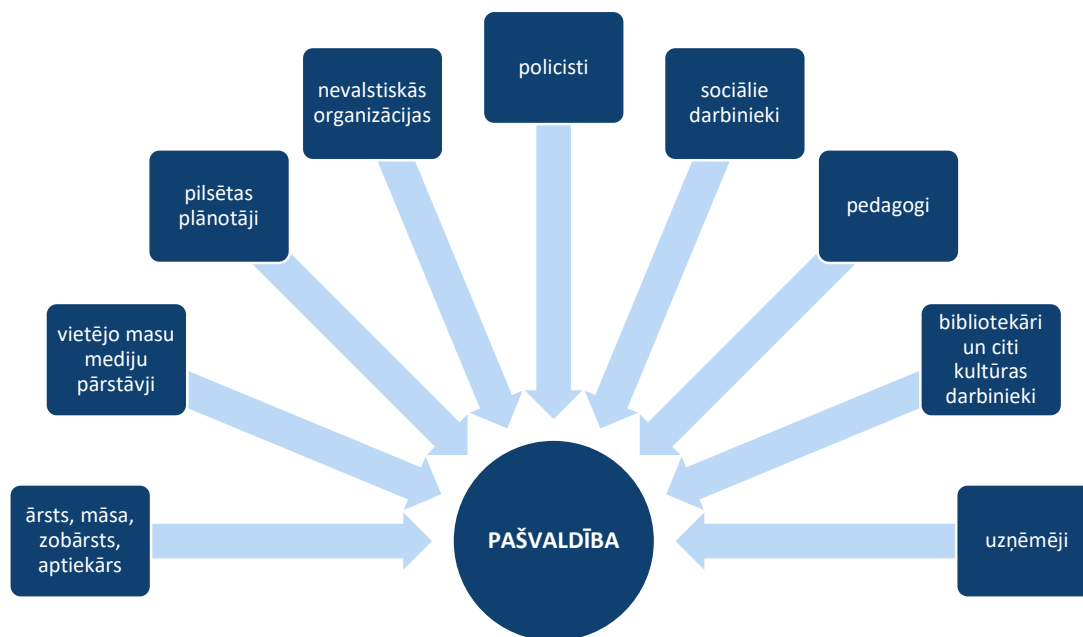 policisti
nevalstiskās
organizācijas
sociālie
darbinieki
pilsētas
plānotāji
pedagogi
vietējo masu
mediju
pārstāvji
bibliotekāri
un citi
kultūras
darbinieki
ārsts, māsa,
zobārsts,
aptiekārs
PAŠVALDĪBA
uzņēmēji